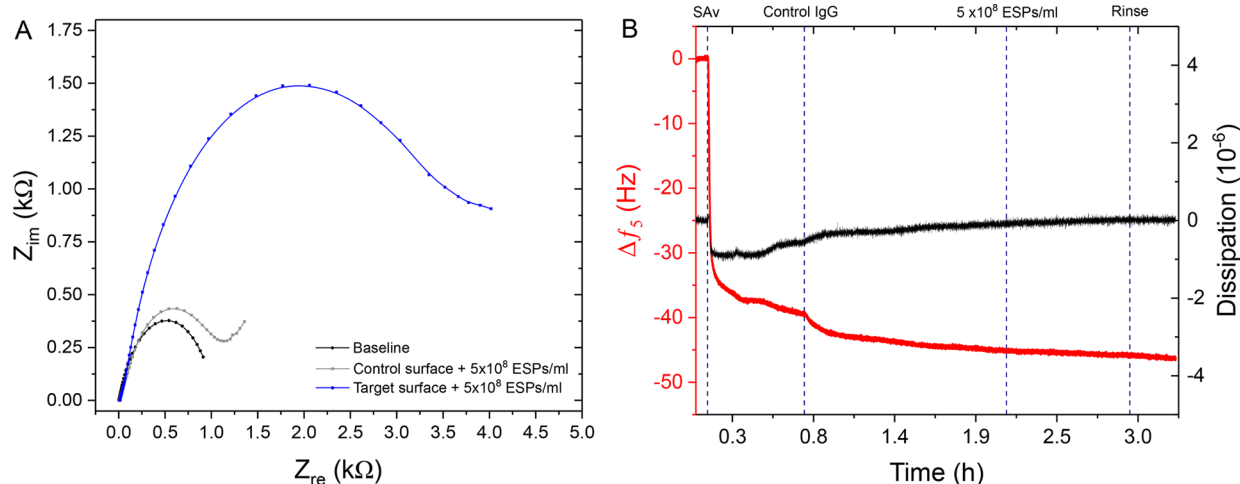 A
1.75
1.50
1.25
1.00
0.75
0.50
0.25
0.00
Z_im (kΩ)
0.0 0.5 1.0 1.5 2.0 2.5 3.0 3.5 4.0 4.5 5.0
Z_re (kΩ)
Baseline
Control surface + 5x10⁸ ESPs/ml
Target surface + 5x10⁸ ESPs/ml
B
SAv Control IgG 5 x10⁸ ESPs/ml Rinse
0
-10
-20
-30
-40
-50
Δf₅ (Hz)
4
2
0
-2
-4
Dissipation (10⁻⁶)
0.3 0.8 1.4 1.9 2.5 3.0
Time (h)